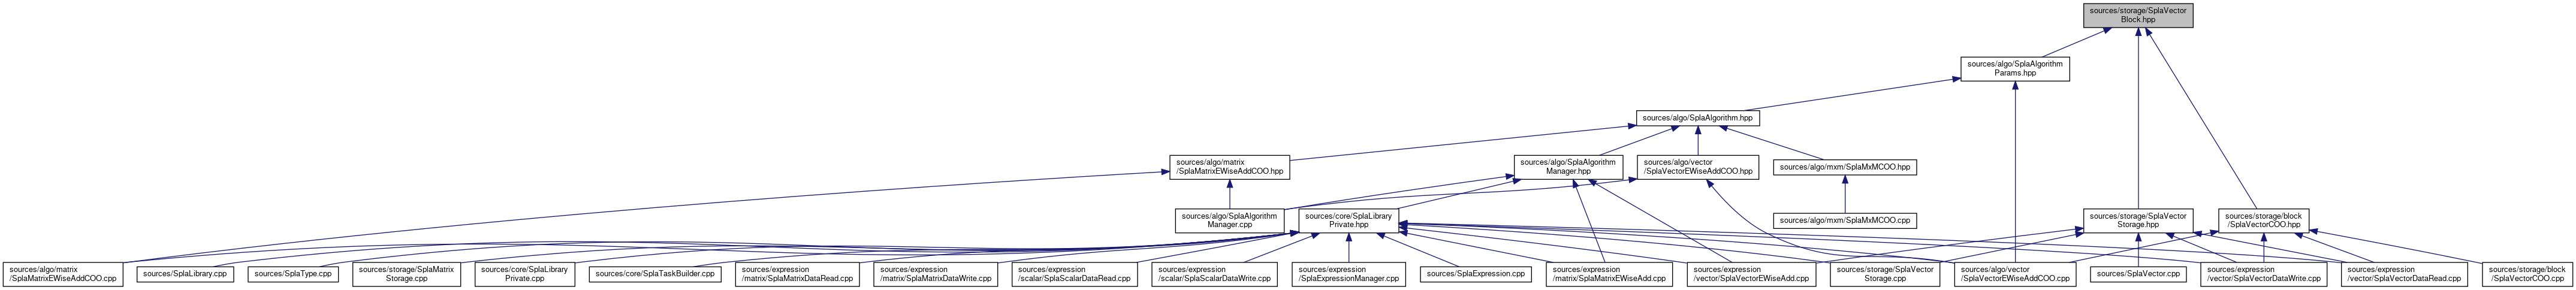 sources/storage/SplaVector
Block.hpp
sources/algo/SplaAlgorithm
Params.hpp
sources/algo/SplaAlgorithm.hpp
sources/algo/matrix
/SplaMatrixEWiseAddCOO.hpp
sources/algo/SplaAlgorithm
Manager.hpp
sources/algo/vector
/SplaVectorEWiseAddCOO.hpp
sources/algo/mxm/SplaMxMCOO.hpp
sources/algo/SplaAlgorithm
Manager.cpp
sources/core/SplaLibrary
Private.hpp
sources/algo/mxm/SplaMxMCOO.cpp
sources/storage/SplaVector
Storage.hpp
sources/storage/block
/SplaVectorCOO.hpp
sources/algo/matrix
/SplaMatrixEWiseAddCOO.cpp
sources/SplaLibrary.cpp
sources/SplaType.cpp
sources/storage/SplaMatrix
Storage.cpp
sources/core/SplaLibrary
Private.cpp
sources/core/SplaTaskBuilder.cpp
sources/expression
/matrix/SplaMatrixDataRead.cpp
sources/expression
/matrix/SplaMatrixDataWrite.cpp
sources/expression
/scalar/SplaScalarDataRead.cpp
sources/expression
/scalar/SplaScalarDataWrite.cpp
sources/expression
/SplaExpressionManager.cpp
sources/SplaExpression.cpp
sources/expression
/matrix/SplaMatrixEWiseAdd.cpp
sources/expression
/vector/SplaVectorEWiseAdd.cpp
sources/storage/SplaVector
Storage.cpp
sources/algo/vector
/SplaVectorEWiseAddCOO.cpp
sources/SplaVector.cpp
sources/expression
/vector/SplaVectorDataWrite.cpp
sources/expression
/vector/SplaVectorDataRead.cpp
sources/storage/block
/SplaVectorCOO.cpp